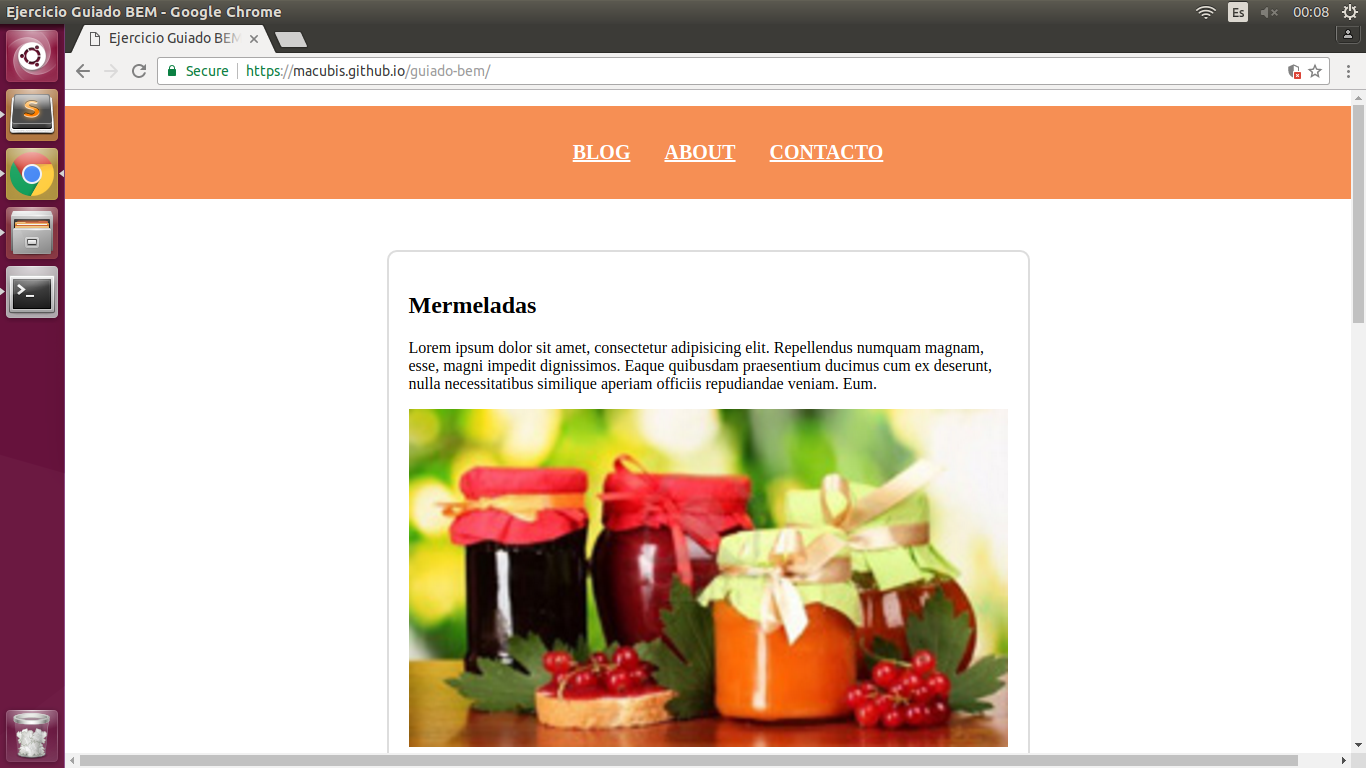 Ejercicio Guiado BEM - Google Chrome
Es
00:08
Ejercicio Guiado BEM
Secure
https://macubis.github.io/guiado-bem/
BLOG ABOUT CONTACTO
Mermeladas
Lorem ipsum dolor sit amet, consectetur adipisicing elit. Repellendus numquam magnam,
esse, magni impedit dignissimos. Eaque quibusdam praesentium ducimus cum ex deserunt,
nulla necessitatibus similique aperiam officiis repudiandae veniam. Eum.